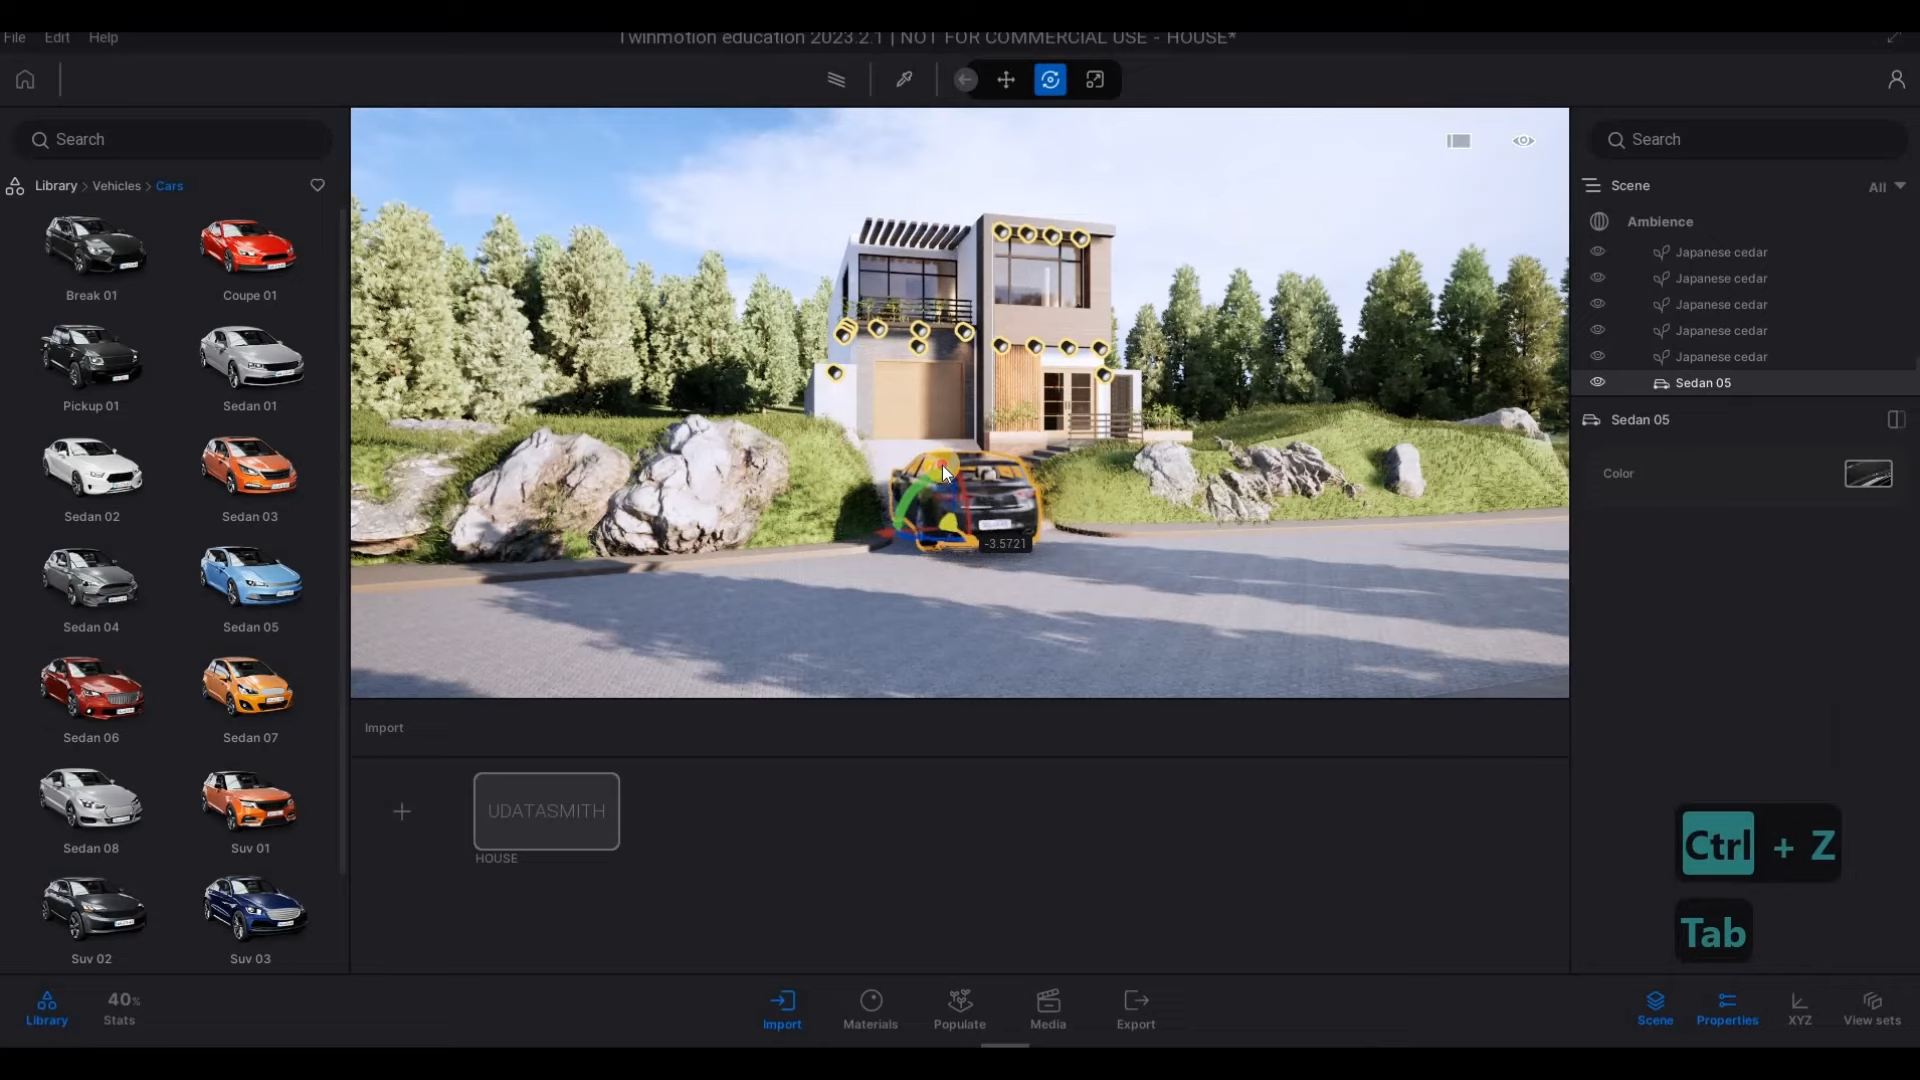 File Edit Help
Twinmotion education 2023.2.1 | NOT FOR COMMERCIAL USE - HOUSE*
Search
Library > Vehicles > Cars
Break 01
Coupe 01
Pickup 01
Sedan 01
Sedan 02
Sedan 03
Sedan 04
Sedan 05
Sedan 06
Sedan 07
Sedan 08
Suv 01
Suv 02
Suv 03
-3.5721
Import
UDATASMITH
HOUSE
Search
Scene
All
Ambience
Japanese cedar
Japanese cedar
Japanese cedar
Japanese cedar
Japanese cedar
Sedan 05
Sedan 05
Color
Ctrl + Z
Tab
Library
40%
Stats
Import
Materials
Populate
Media
Export
Scene
Properties
XYZ
View sets